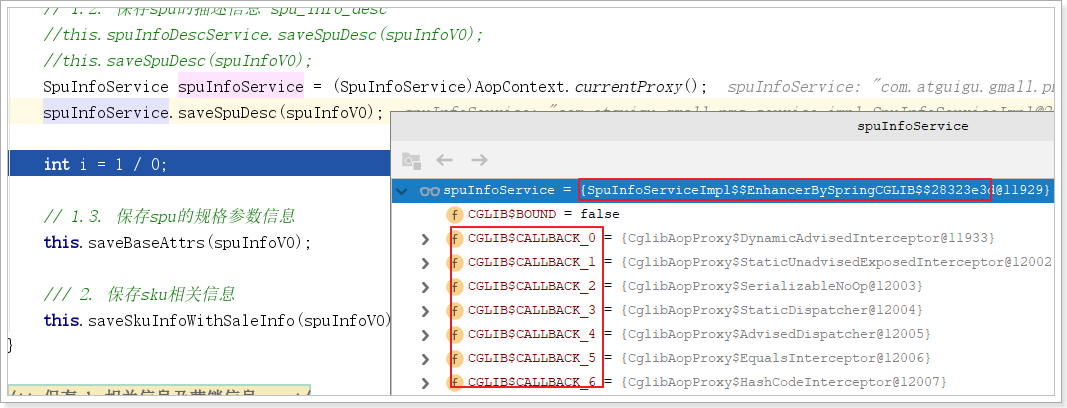 // 1.2. 保存spu的描述信息 spu_info_desc
//this.spuInfoDescService.saveSpuDesc(spuInfoVO);
//this.saveSpuDesc(spuInfoVO);
SpuInfoService spuInfoService = (SpuInfoService)AopContext.currentProxy(); spuInfoService: "com.atguigu.gmall.p
spuInfoService.saveSpuDesc(spuInfoVO);
spuInfoService
int i = 1 / 0;
spuInfoService = {SpuInfoServiceImpl$$EnhancerBySpringCGLIB$$28323e3d@11929}
CGLIB$BOUND = false
// 1.3. 保存spu的规格参数信息
this.saveBaseAttrs(spuInfoVO);
CGLIB$CALLBACK_0 = {CglibAopProxy$DynamicAdvisedInterceptor@11933}
CGLIB$CALLBACK_1 = {CglibAopProxy$StaticUnadvisedExposedInterceptor@12002
CGLIB$CALLBACK_2 = {CglibAopProxy$SerializableNoOp@12003}
/// 2. 保存sku相关信息
this.saveSkuInfoWithSaleInfo(spuInfoVO)
CGLIB$CALLBACK_3 = {CglibAopProxy$StaticDispatcher@12004}
CGLIB$CALLBACK_4 = {CglibAopProxy$AdvisedDispatcher@12005}
}
CGLIB$CALLBACK_5 = {CglibAopProxy$EqualsInterceptor@12006}
CGLIB$CALLBACK_6 = {CglibAopProxy$HashCodeInterceptor@12007}